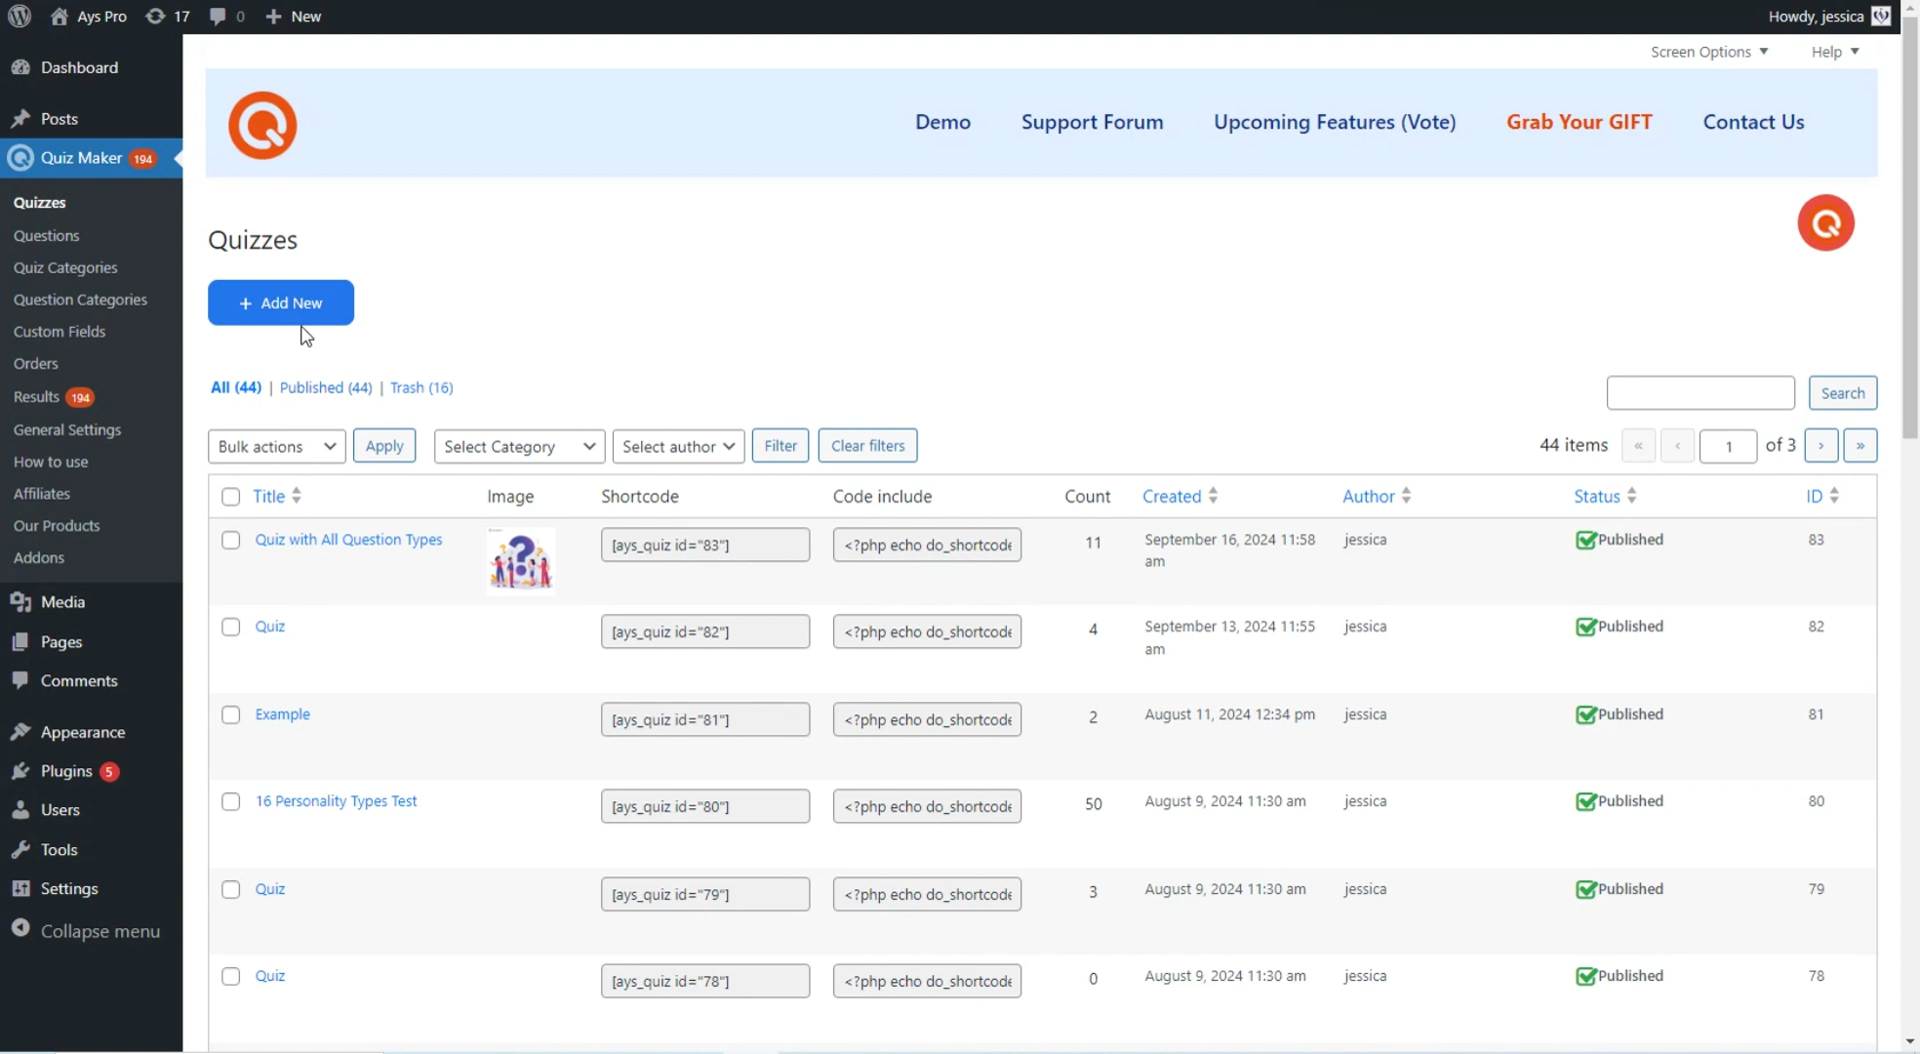 Ays Pro 17 0 + New Howdy, jessica
Screen Options Help
Dashboard
Posts
Quiz Maker 194
Quizzes
Questions
Quiz Categories
Question Categories
Custom Fields
Orders
Results 194
General Settings
How to use
Affiliates
Our Products
Addons
Media
Pages
Comments
Appearance
Plugins 5
Users
Tools
Settings
Collapse menu
Demo Support Forum Upcoming Features (Vote) Grab Your GIFT Contact Us
Quizzes
+ Add New
All (44) | Published (44) | Trash (16)
Search
Bulk actions Apply Select Category Select author Filter Clear filters 44 items « ‹ 1 of 3 › »
Title Image Shortcode Code include Count Created Author Status ID
Quiz with All Question Types [ays_quiz id="83"] <?php echo do_shortcode 11 September 16, 2024 11:58 jessica Published 83
am
Quiz [ays_quiz id="82"] <?php echo do_shortcode 4 September 13, 2024 11:55 jessica Published 82
am
Example [ays_quiz id="81"] <?php echo do_shortcode 2 August 11, 2024 12:34 pm jessica Published 81
16 Personality Types Test [ays_quiz id="80"] <?php echo do_shortcode 50 August 9, 2024 11:30 am jessica Published 80
Quiz [ays_quiz id="79"] <?php echo do_shortcode 3 August 9, 2024 11:30 am jessica Published 79
Quiz [ays_quiz id="78"] <?php echo do_shortcode 0 August 9, 2024 11:30 am jessica Published 78